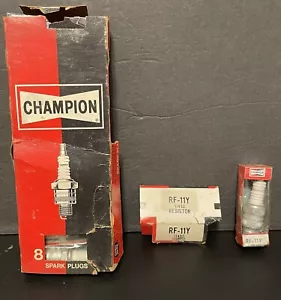 CHAMPION
8
SPARK PLUGS
RF-11Y
RESISTOR
RF-11Y
RF-11Y